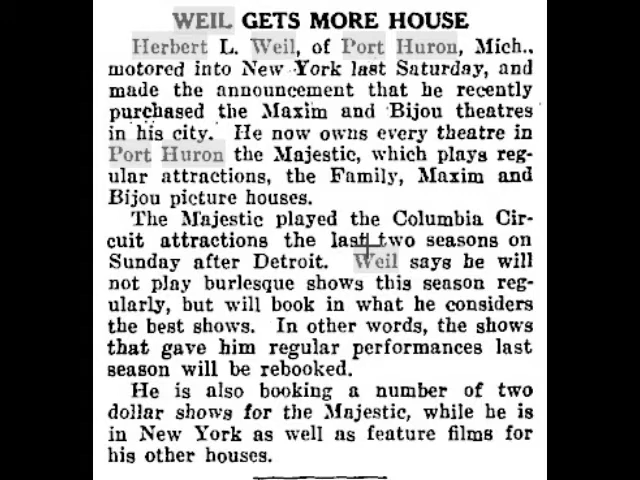 WEIL GETS MORE HOUSE
Herbert L. Weil, of Port Huron, Mich.,
motored into New York last Saturday, and
made the announcement that he recently
purchased the Maxim and Bijou theatres
in his city. He now owns every theatre in
Port Huron the Majestic, which plays reg-
ular attractions, the Family, Maxim and
Bijou picture houses.
The Majestic played the Columbia Cir-
cuit attractions the last two seasons on
Sunday after Detroit. Weil says he will
not play burlesque shows this season reg-
ularly, but will book in what he considers
the best shows. In other words, the shows
that gave him regular performances last
season will be rebooked.
He is also booking a number of two
dollar shows for the Majestic, while he is
in New York as well as feature films for
his other houses.